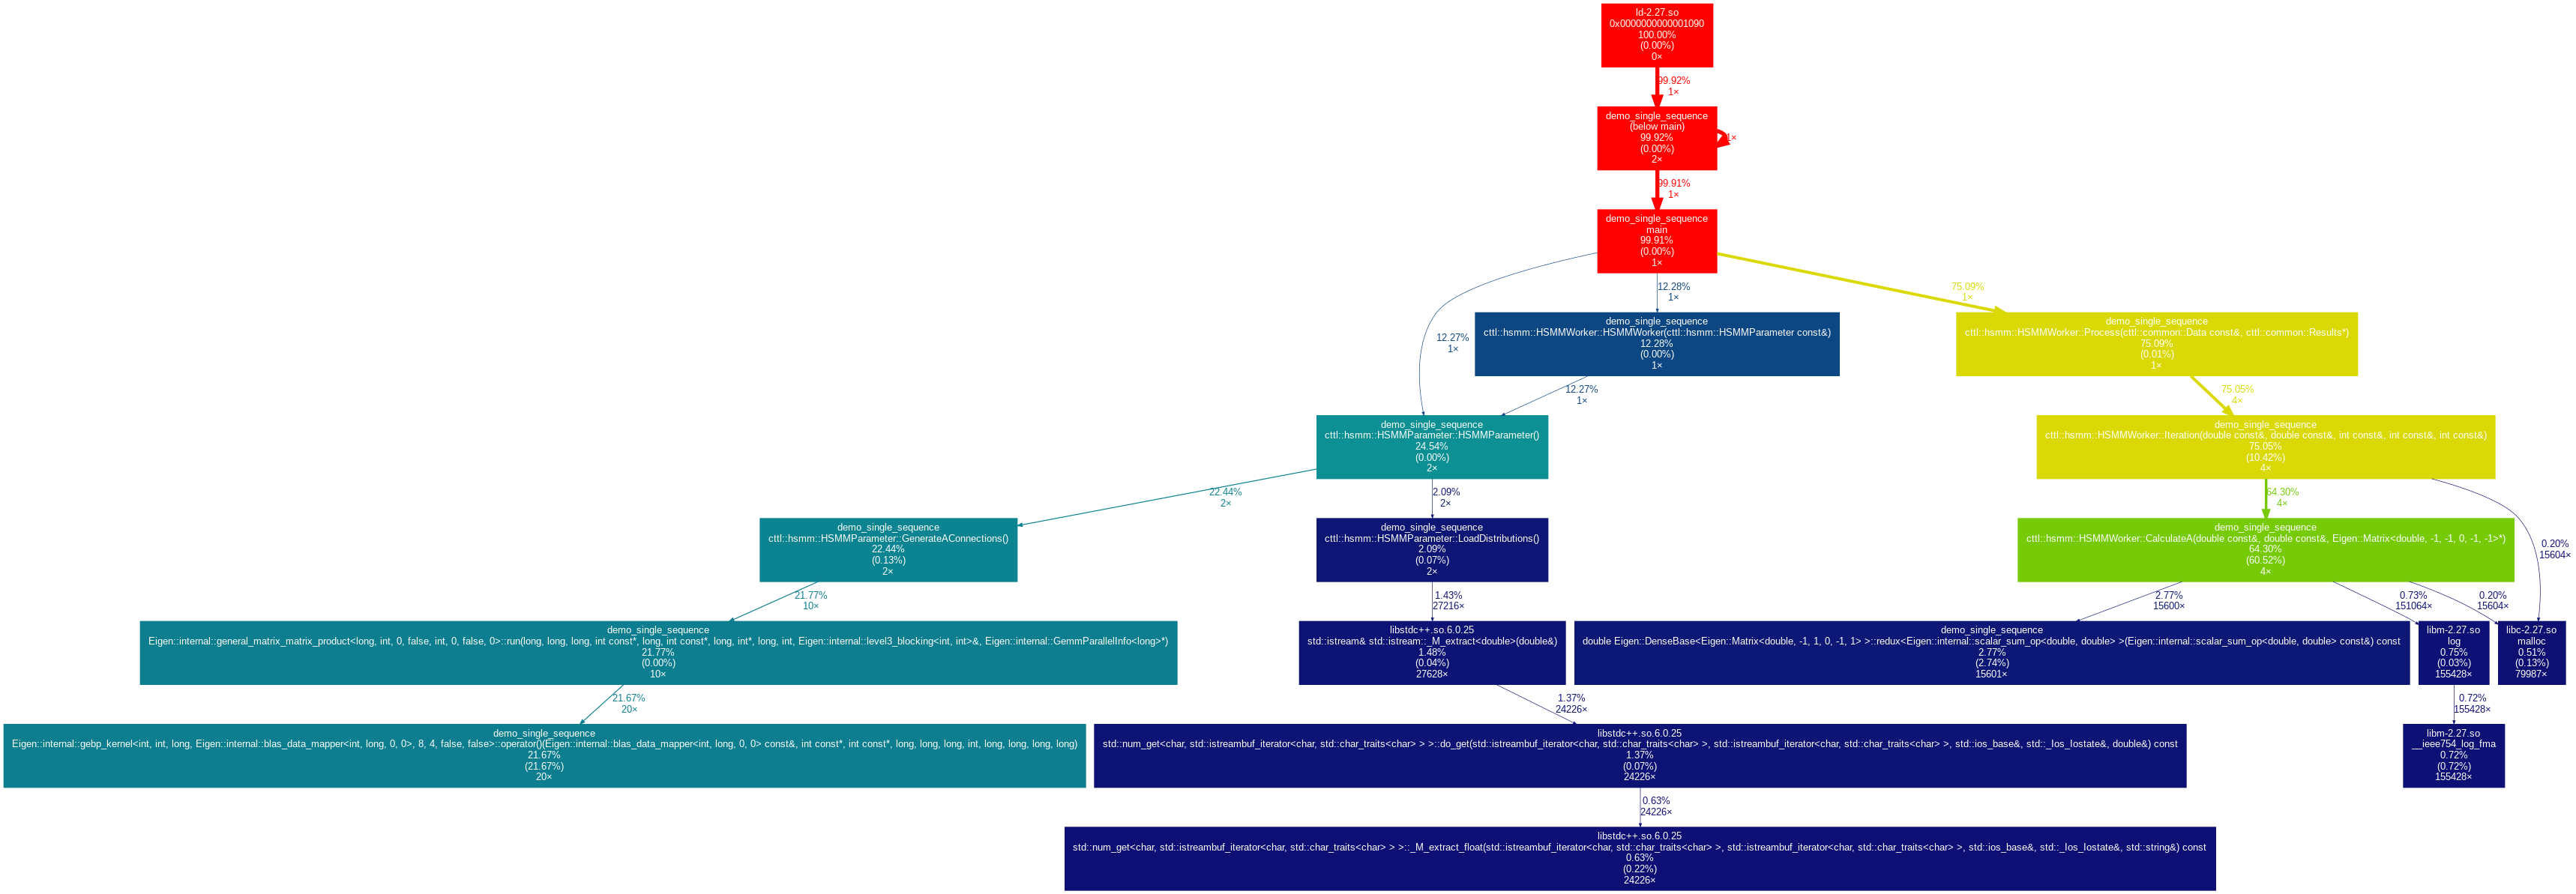 ld-2.27.so
0x0000000000001090
100.00%
(0.00%)
0×
99.92%
1×
demo_single_sequence
(below main)
99.92%
(0.00%)
2×
1×
99.91%
1×
demo_single_sequence
main
99.91%
(0.00%)
1×
12.27%
1×
12.28%
1×
75.09%
1×
demo_single_sequence
cttl::hsmm::HSMMWorker::HSMMWorker(cttl::hsmm::HSMMParameter const&)
12.28%
(0.00%)
1×
demo_single_sequence
cttl::hsmm::HSMMWorker::Process(cttl::common::Data const&, cttl::common::Results*)
75.09%
(0.01%)
1×
12.27%
1×
75.05%
4×
demo_single_sequence
cttl::hsmm::HSMMParameter::HSMMParameter()
24.54%
(0.00%)
2×
demo_single_sequence
cttl::hsmm::HSMMWorker::Iteration(double const&, double const&, int const&, int const&, int const&)
75.05%
(10.42%)
4×
22.44%
2×
2.09%
2×
64.30%
4×
0.20%
15604×
demo_single_sequence
cttl::hsmm::HSMMParameter::GenerateAConnections()
22.44%
(0.13%)
2×
demo_single_sequence
cttl::hsmm::HSMMParameter::LoadDistributions()
2.09%
(0.07%)
2×
demo_single_sequence
cttl::hsmm::HSMMWorker::CalculateA(double const&, double const&, Eigen::Matrix<double, -1, -1, 0, -1, -1>*)
64.30%
(60.52%)
4×
21.77%
10×
1.43%
27216×
2.77%
15600×
0.73%
151064×
0.20%
15604×
demo_single_sequence
Eigen::internal::general_matrix_matrix_product<long, int, 0, false, int, 0, false, 0>::run(long, long, long, int const*, long, int const*, long, int*, long, int, Eigen::internal::level3_blocking<int, int>&, Eigen::internal::GemmParallelInfo<long>*)
21.77%
(0.00%)
10×
libstdc++.so.6.0.25
std::istream& std::istream::_M_extract<double>(double&)
1.48%
(0.04%)
27628×
demo_single_sequence
double Eigen::DenseBase<Eigen::Matrix<double, -1, 1, 0, -1, 1> >::redux<Eigen::internal::scalar_sum_op<double, double> >(Eigen::internal::scalar_sum_op<double, double> const&) const
2.77%
(2.74%)
15601×
libm-2.27.so
log
0.75%
(0.03%)
155428×
libc-2.27.so
malloc
0.51%
(0.13%)
79987×
21.67%
20×
1.37%
24226×
0.72%
155428×
demo_single_sequence
Eigen::internal::gebp_kernel<int, int, long, Eigen::internal::blas_data_mapper<int, long, 0, 0>, 8, 4, false, false>::operator()(Eigen::internal::blas_data_mapper<int, long, 0, 0> const&, int const*, int const*, long, long, long, int, long, long, long, long)
21.67%
(21.67%)
20×
libstdc++.so.6.0.25
std::num_get<char, std::istreambuf_iterator<char, std::char_traits<char> > >::do_get(std::istreambuf_iterator<char, std::char_traits<char> >, std::istreambuf_iterator<char, std::char_traits<char> >, std::ios_base&, std::_Ios_Iostate&, double&) const
1.37%
(0.07%)
24226×
libm-2.27.so
__ieee754_log_fma
0.72%
(0.72%)
155428×
0.63%
24226×
libstdc++.so.6.0.25
std::num_get<char, std::istreambuf_iterator<char, std::char_traits<char> > >::_M_extract_float(std::istreambuf_iterator<char, std::char_traits<char> >, std::istreambuf_iterator<char, std::char_traits<char> >, std::ios_base&, std::_Ios_Iostate&, std::string&) const
0.63%
(0.22%)
24226×